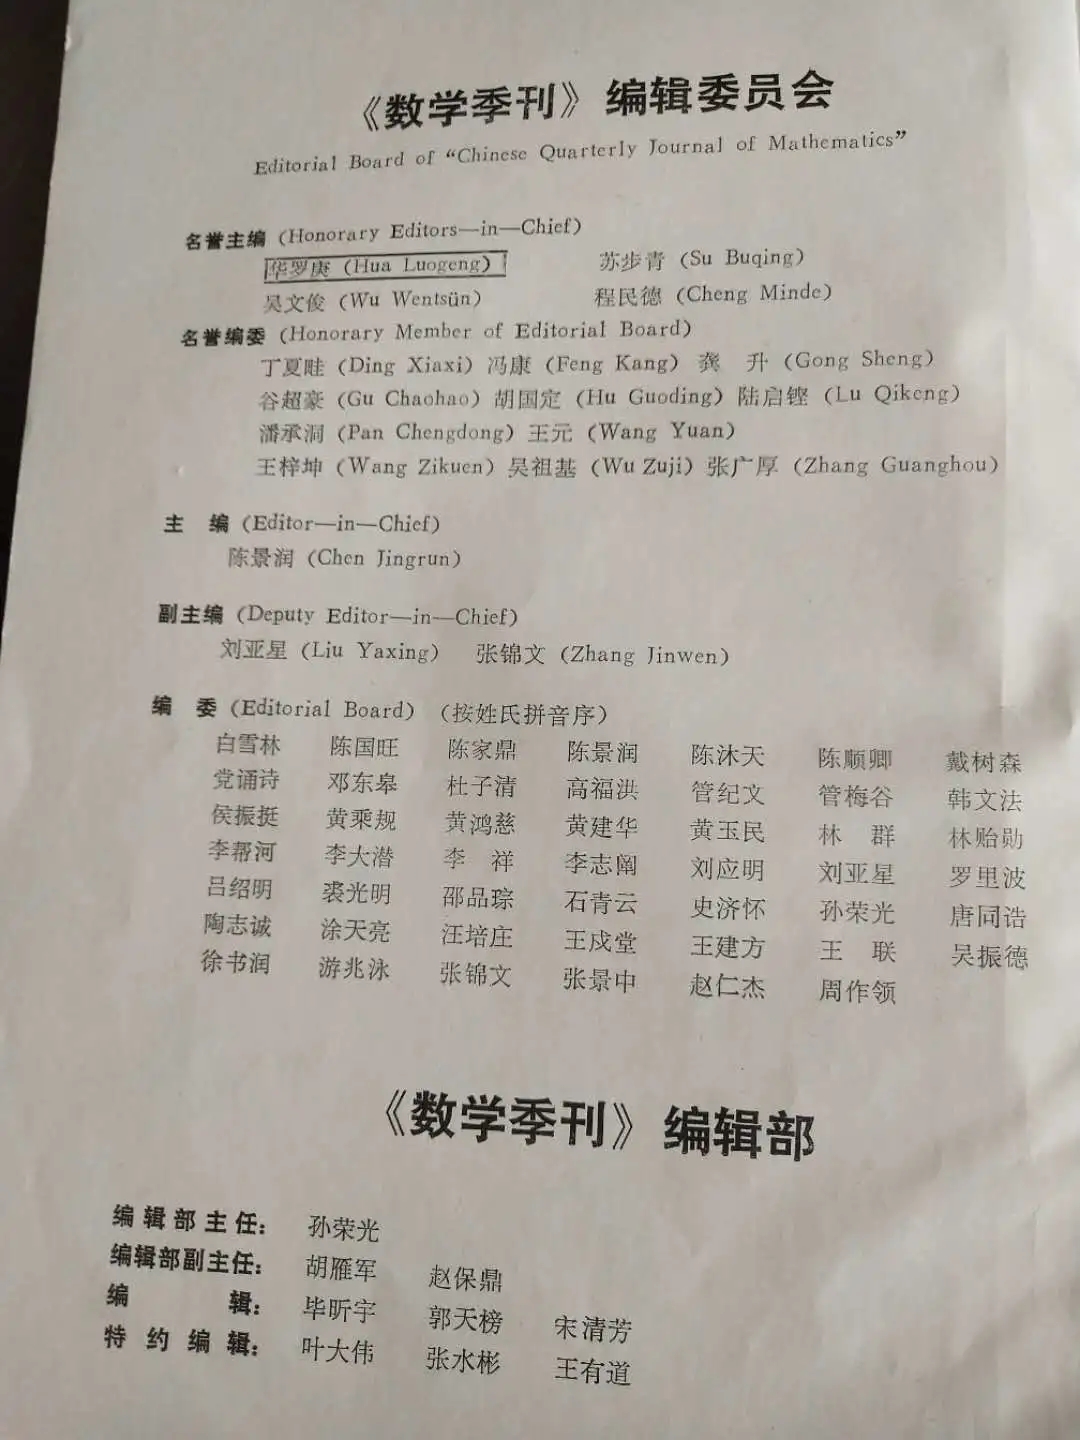 《数学季刊》编辑委员会
Editorial Board of “Chinese Quarterly Journal of Mathematics”
名誉主编 (Honorary Editors—in—Chief)
华罗庚 (Hua Luogeng) 苏步青 (Su Buqing)
吴文俊 (Wu Wentsün) 程民德 (Cheng Minde)
名誉编委 (Honorary Member of Editorial Board)
丁夏畦 (Ding Xiaxi) 冯康 (Feng Kang) 龚 升 (Gong Sheng)
谷超豪 (Gu Chaohao) 胡国定 (Hu Guoding) 陆启铿 (Lu Qikeng)
潘承洞 (Pan Chengdong) 王元 (Wang Yuan)
王梓坤 (Wang Zikuen) 吴祖基 (Wu Zuji) 张广厚 (Zhang Guanghou)
主 编 (Editor—in—Chief)
陈景润 (Chen Jingrun)
副主编 (Deputy Editor—in—Chief)
刘亚星 (Liu Yaxing) 张锦文 (Zhang Jinwen)
编 委 (Editorial Board) （按姓氏拼音序）
白雪林 陈国旺 陈家鼎 陈景润 陈沐天 陈顺卿 戴树森
党诵诗 邓东皋 杜子清 高福洪 管纪文 管梅谷 韩文法
侯振挺 黄乘规 黄鸿慈 黄建华 黄玉民 林 群 林贻勋
李帮河 李大潜 李 祥 李志阐 刘应明 刘亚星 罗里波
吕绍明 裘光明 邵品琮 石青云 史济怀 孙荣光 唐同诰
陶志诚 涂天亮 汪培庄 王戍堂 王建方 王 联 吴振德
徐书润 游兆泳 张锦文 张景中 赵仁杰 周作领
《数学季刊》编辑部
编辑部主任： 孙荣光
编辑部副主任： 胡雁军 赵保鼎
编 辑： 毕昕宇 郭天榜 宋清芳
特约编辑： 叶大伟 张水彬 王有道